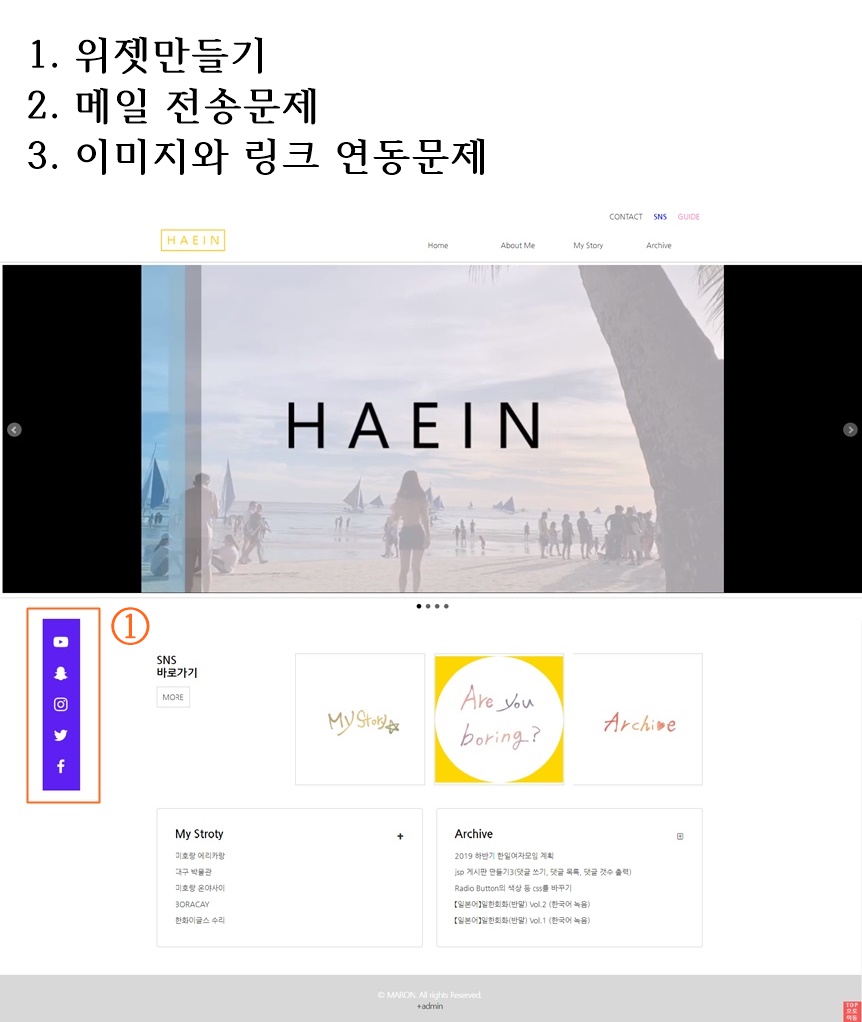 1. 위젯만들기
2. 메일 전송문제
3. 이미지와 링크 연동문제
CONTACT SNS GUIDE
HAEIN
Home About Me My Story Archive
HAEIN
①
SNS
바로가기
MORE
My Story
Are you
boring?
Archive
My Stroty +
미호랑 에리카랑
대구 박물관
미호랑 온야사이
BORACAY
한화이글스 수리
Archive
2019 하반기 한일여자모임 계획
jsp 게시판 만들기3(댓글 쓰기, 댓글 목록, 댓글 갯수 출력)
Radio Button의 색상 등 css를 바꾸기
【일본어】일한회화(반말) Vol.2 (한국어 녹음)
【일본어】일한회화(반말) Vol.1 (한국어 녹음)
© MARON. All rights Reserved.
+admin
TOP
으로
이동